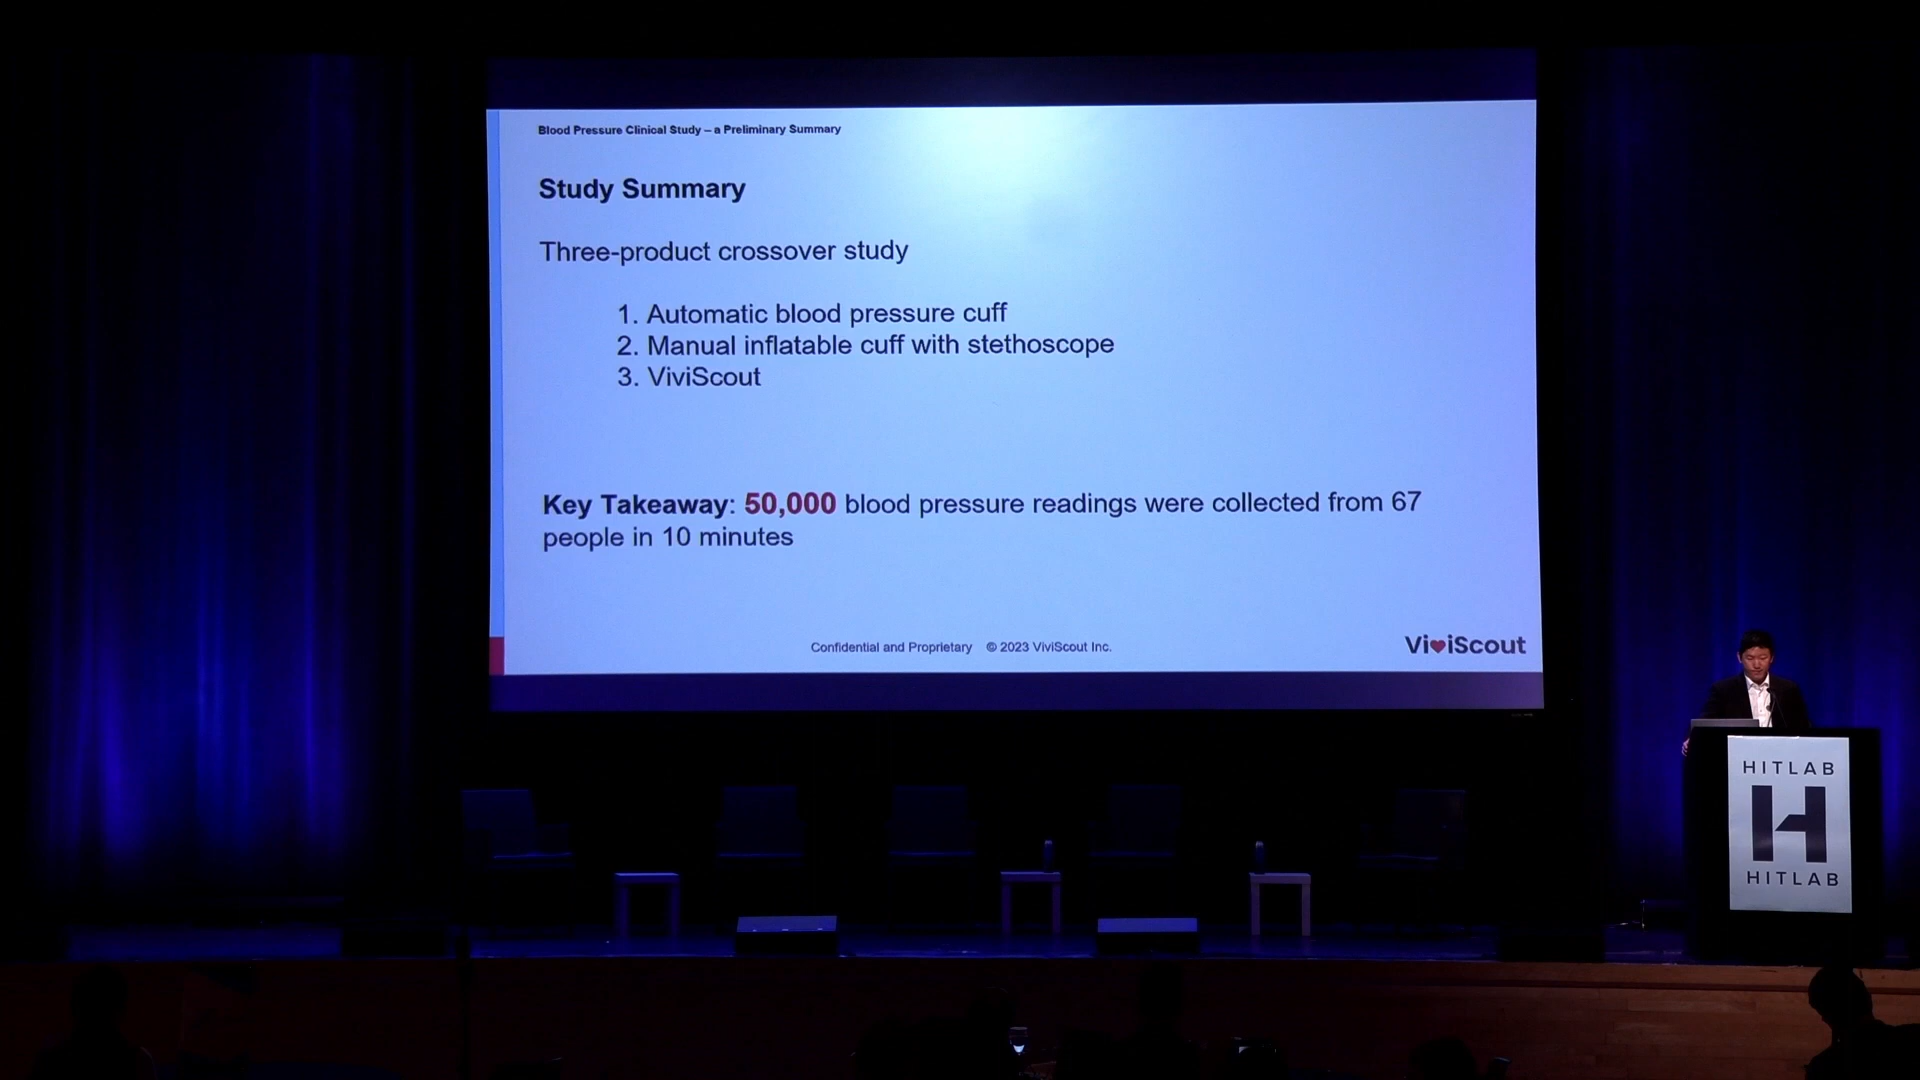 Blood Pressure Clinical Study – a Preliminary Summary
Study Summary
Three-product crossover study
1. Automatic blood pressure cuff
2. Manual inflatable cuff with stethoscope
3. ViviScout
Key Takeaway: 50,000 blood pressure readings were collected from 67
people in 10 minutes
Confidential and Proprietary © 2023 ViviScout Inc.
Vi♥iScout
HITLAB
H
HITLAB